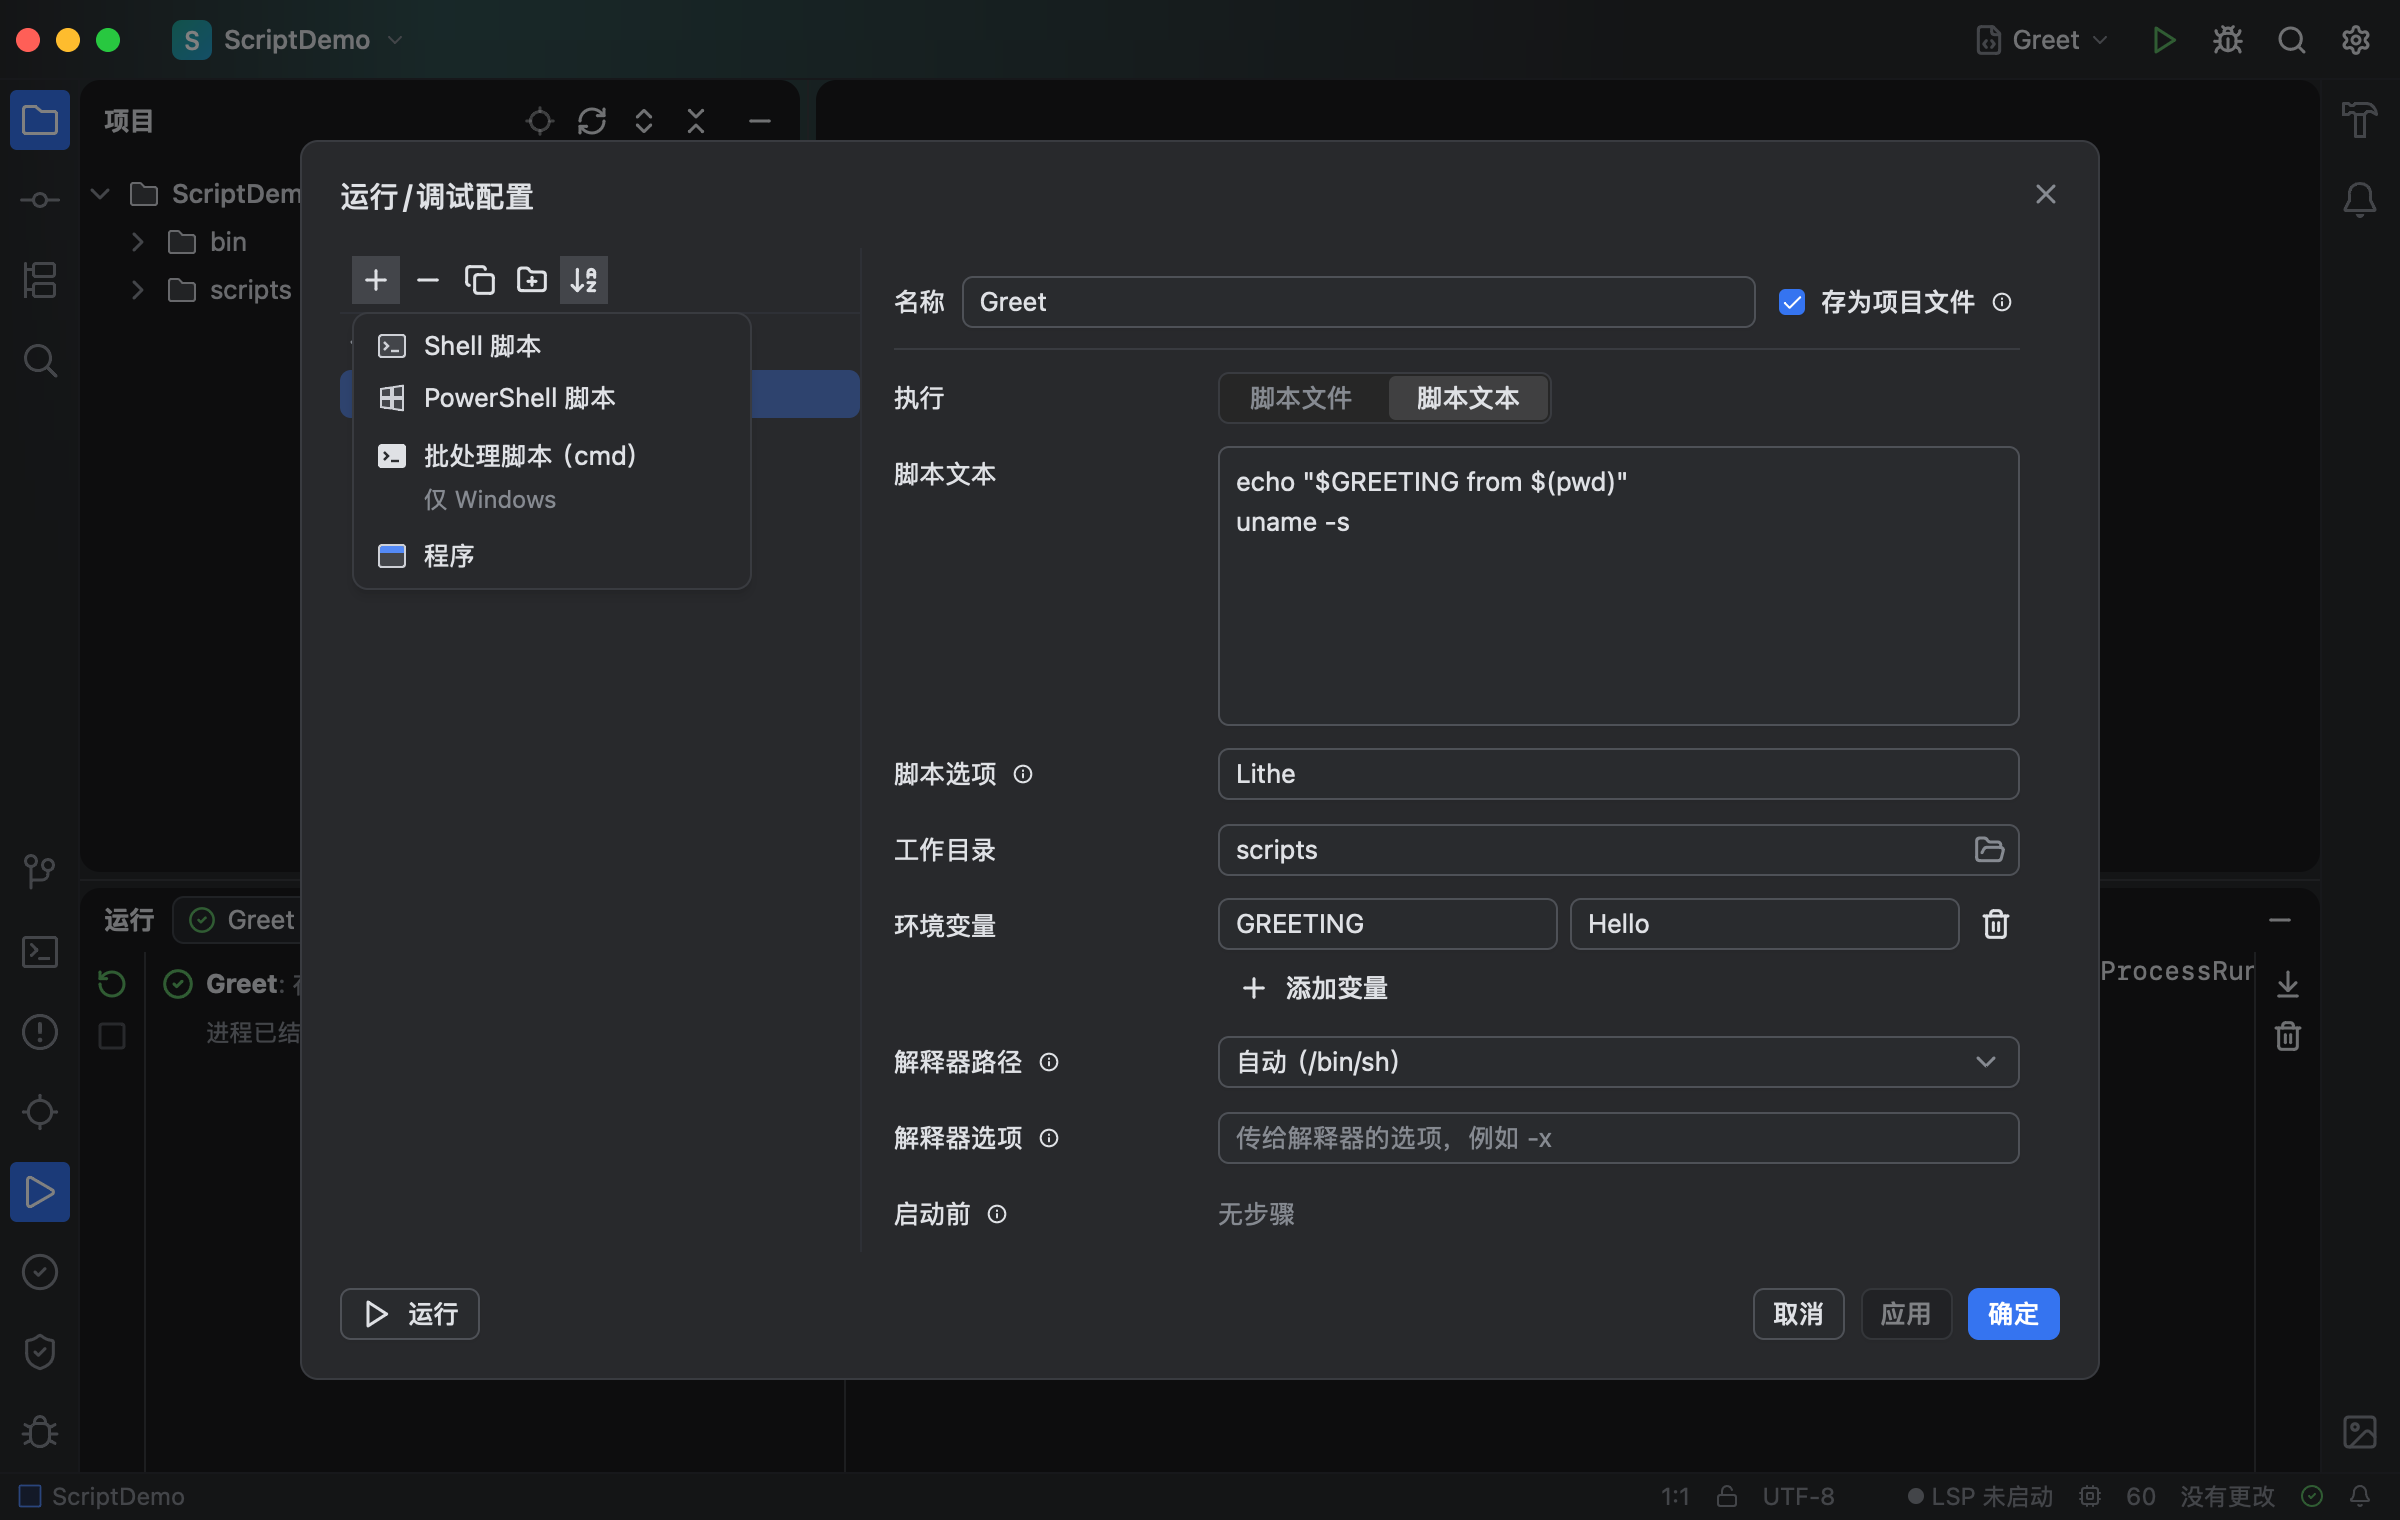 S ScriptDemo
Greet
项目
ScriptDem
bin
scripts
运行/调试配置
Shell 脚本
PowerShell 脚本
批处理脚本（cmd）
仅 Windows
程序
名称
Greet
存为项目文件
执行
脚本文件
脚本文本
脚本文本
echo "$GREETING from $(pwd)"
uname -s
脚本选项
Lithe
工作目录
scripts
环境变量
GREETING
Hello
添加变量
解释器路径
自动 (/bin/sh)
解释器选项
传给解释器的选项，例如 -x
启动前
无步骤
运行
取消
应用
确定
运行
Greet
Greet:
进程已结
ProcessRur
ScriptDemo
1:1
UTF-8
LSP 未启动
60
没有更改